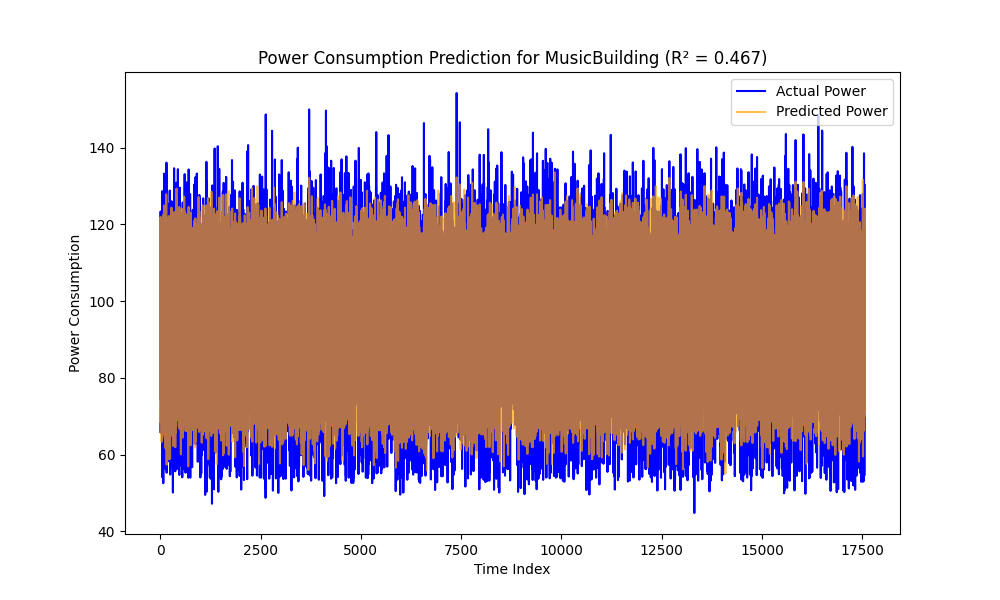 Power Consumption Prediction for MusicBuilding (R² = 0.467)
Actual Power
Predicted Power
Power Consumption
140
120
100
80
60
40
0
2500
5000
7500
10000
12500
15000
17500
Time Index